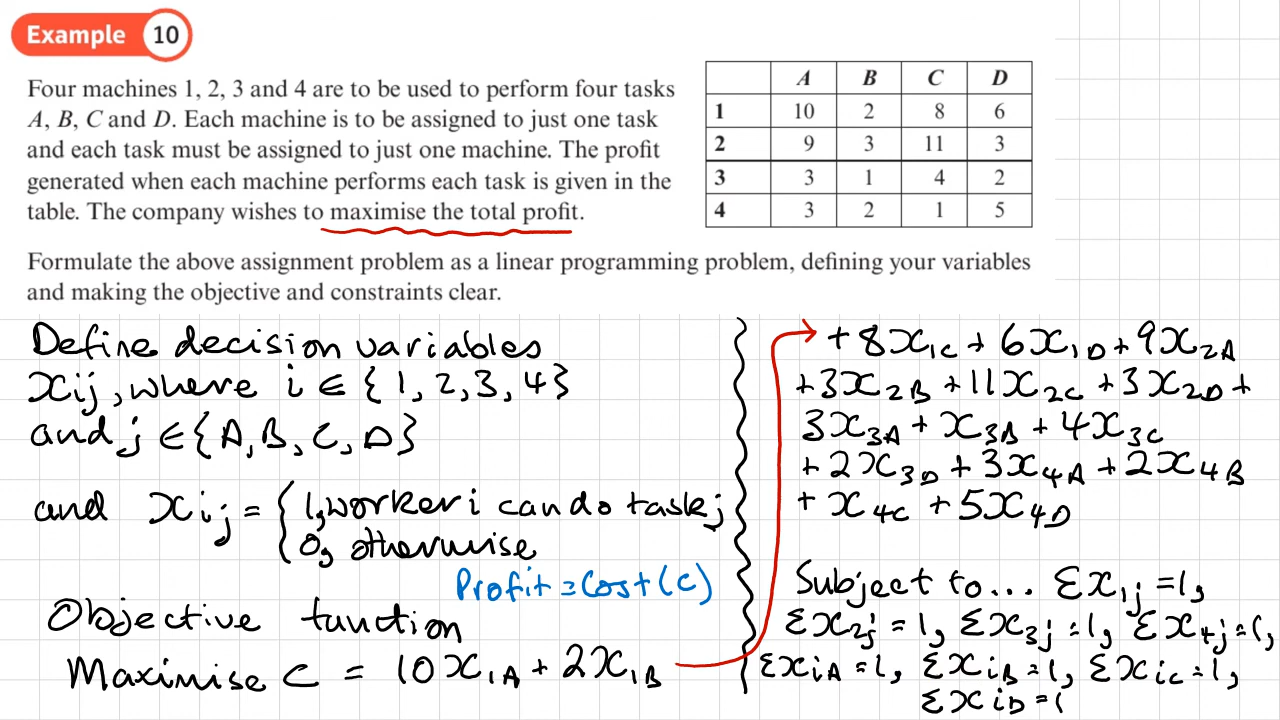 Example 10
Four machines 1, 2, 3 and 4 are to be used to perform four tasks
A, B, C and D. Each machine is to be assigned to just one task
and each task must be assigned to just one machine. The profit
generated when each machine performs each task is given in the
table. The company wishes to maximise the total profit.
A B C D
1 10 2 8 6
2 9 3 11 3
3 3 1 4 2
4 3 2 1 5
Formulate the above assignment problem as a linear programming problem, defining your variables
and making the objective and constraints clear.
Define decision variables
xij, where i ∈ {1, 2, 3, 4}
and j ∈ {A, B, C, D}
and xij = { 1, worker i can do task j
0, otherwise
Profit = Cost (C)
Objective function
Maximise C = 10x1A + 2x1B
+ 8x1C + 6x1D + 9x2A
+ 3x2B + 11x2C + 3x2D +
3x3A + x3B + 4x3C
+ 2x3D + 3x4A + 2x4B
+ x4C + 5x4D
Subject to... Σx1j = 1,
Σx2j = 1, Σx3j = 1, Σx4j = 1,
ΣxiA = 1, ΣxiB = 1, ΣxiC = 1,
ΣxiD = 1